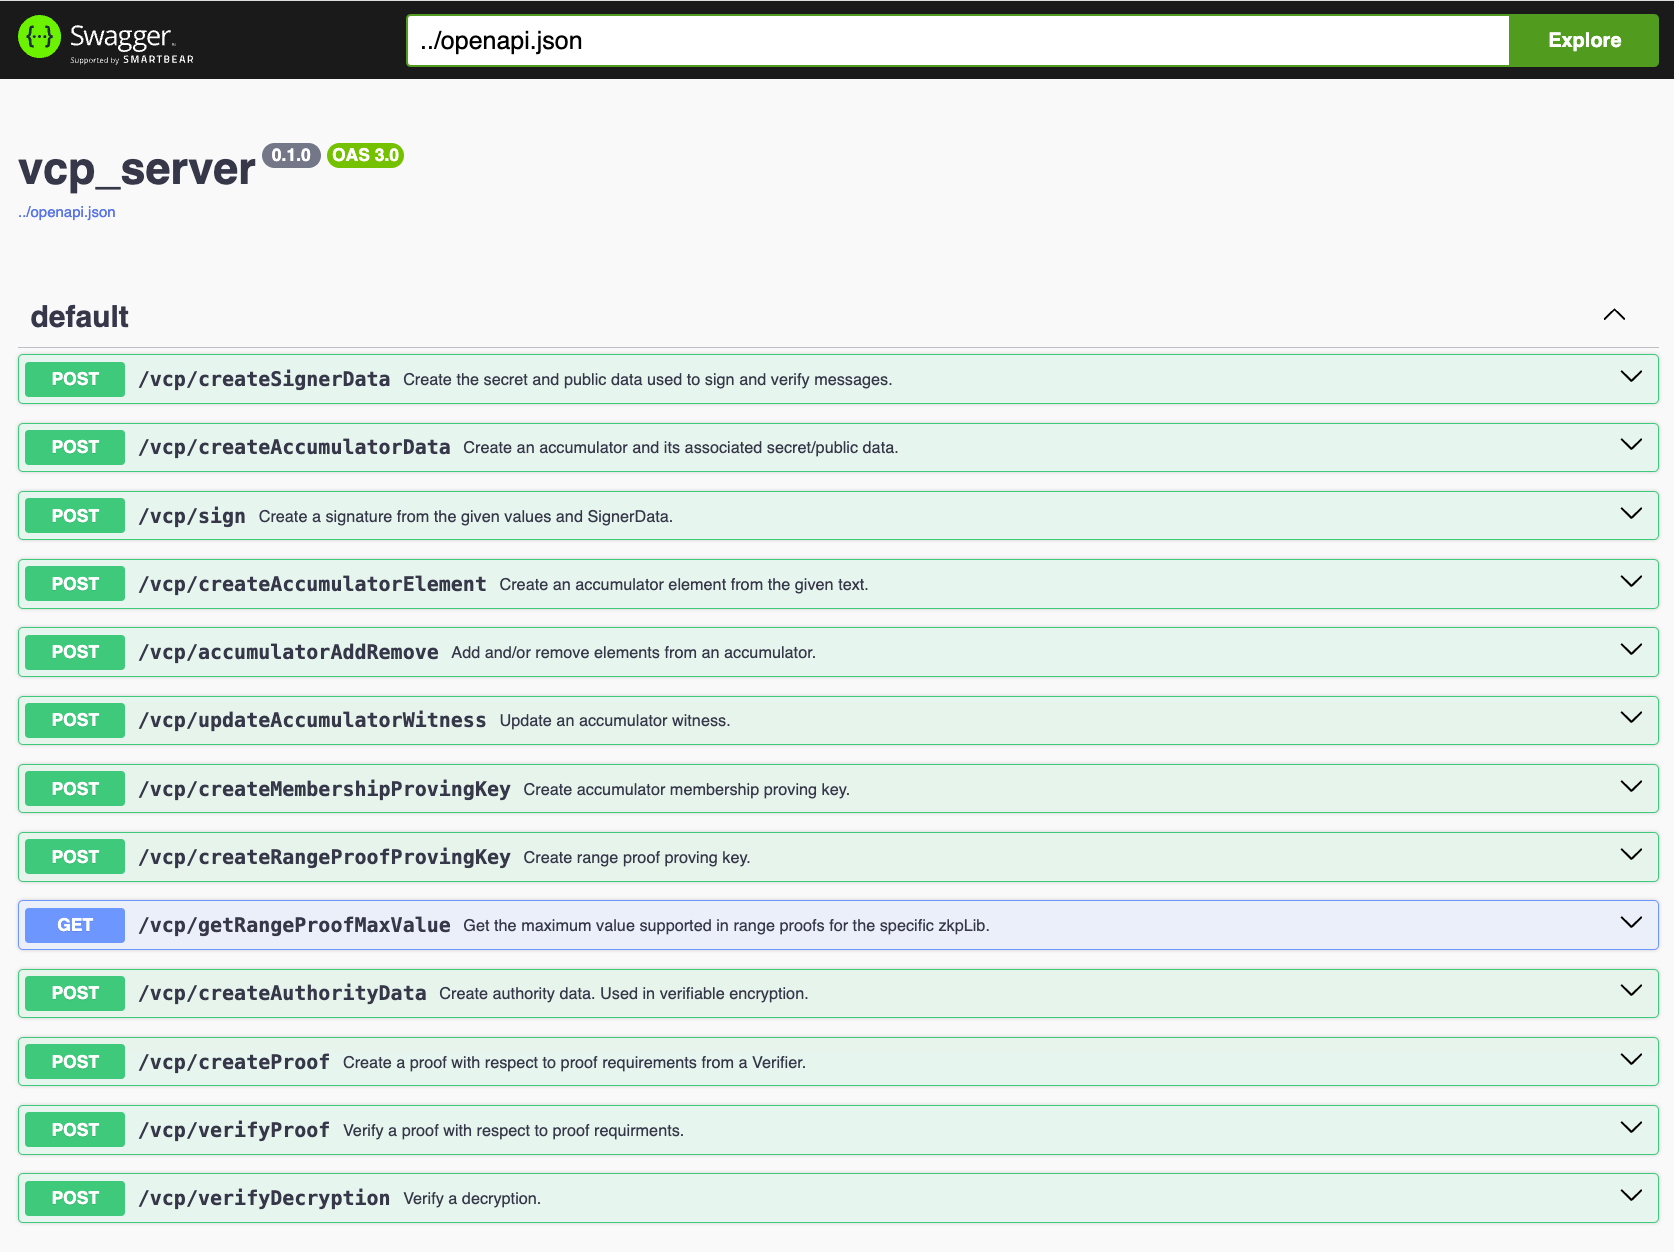 Swagger.
Supported by SMARTBEAR
../openapi.json
Explore
vcp_server 0.1.0 OAS 3.0
../openapi.json
default
POST /vcp/createSignerData Create the secret and public data used to sign and verify messages.
POST /vcp/createAccumulatorData Create an accumulator and its associated secret/public data.
POST /vcp/sign Create a signature from the given values and SignerData.
POST /vcp/createAccumulatorElement Create an accumulator element from the given text.
POST /vcp/accumulatorAddRemove Add and/or remove elements from an accumulator.
POST /vcp/updateAccumulatorWitness Update an accumulator witness.
POST /vcp/createMembershipProvingKey Create accumulator membership proving key.
POST /vcp/createRangeProofProvingKey Create range proof proving key.
GET /vcp/getRangeProofMaxValue Get the maximum value supported in range proofs for the specific zkpLib.
POST /vcp/createAuthorityData Create authority data. Used in verifiable encryption.
POST /vcp/createProof Create a proof with respect to proof requirements from a Verifier.
POST /vcp/verifyProof Verify a proof with respect to proof requirments.
POST /vcp/verifyDecryption Verify a decryption.